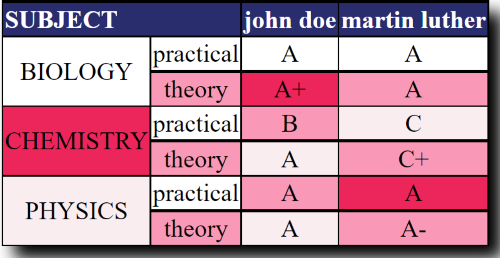 SUBJECT john doe martin luther
BIOLOGY practical A A
theory A+ A
CHEMISTRY practical B C
theory A C+
PHYSICS practical A A
theory A A-